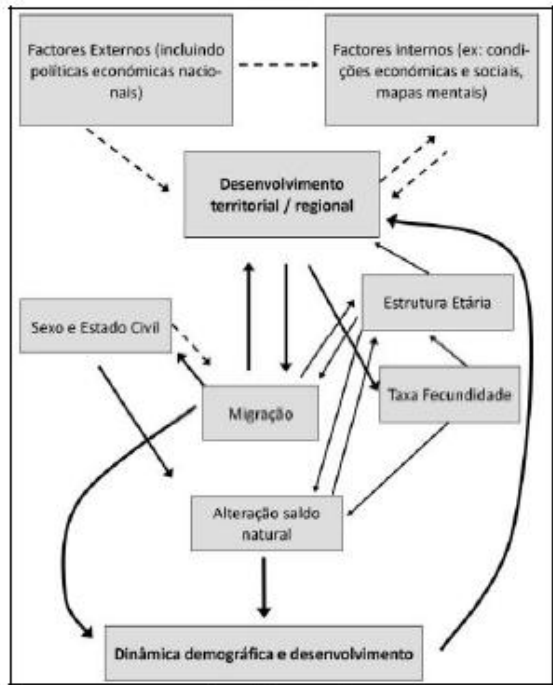 Factores Externos (incluindo
políticas económicas nacio-
nais)
Factores internos (ex: condi-
ções económicas e sociais,
mapas mentais)
Desenvolvimento
territorial / regional
Estrutura Etária
Sexo e Estado Civil
Taxa Fecundidade
Migração
Alteração saldo
natural
Dinâmica demográfica e desenvolvimento